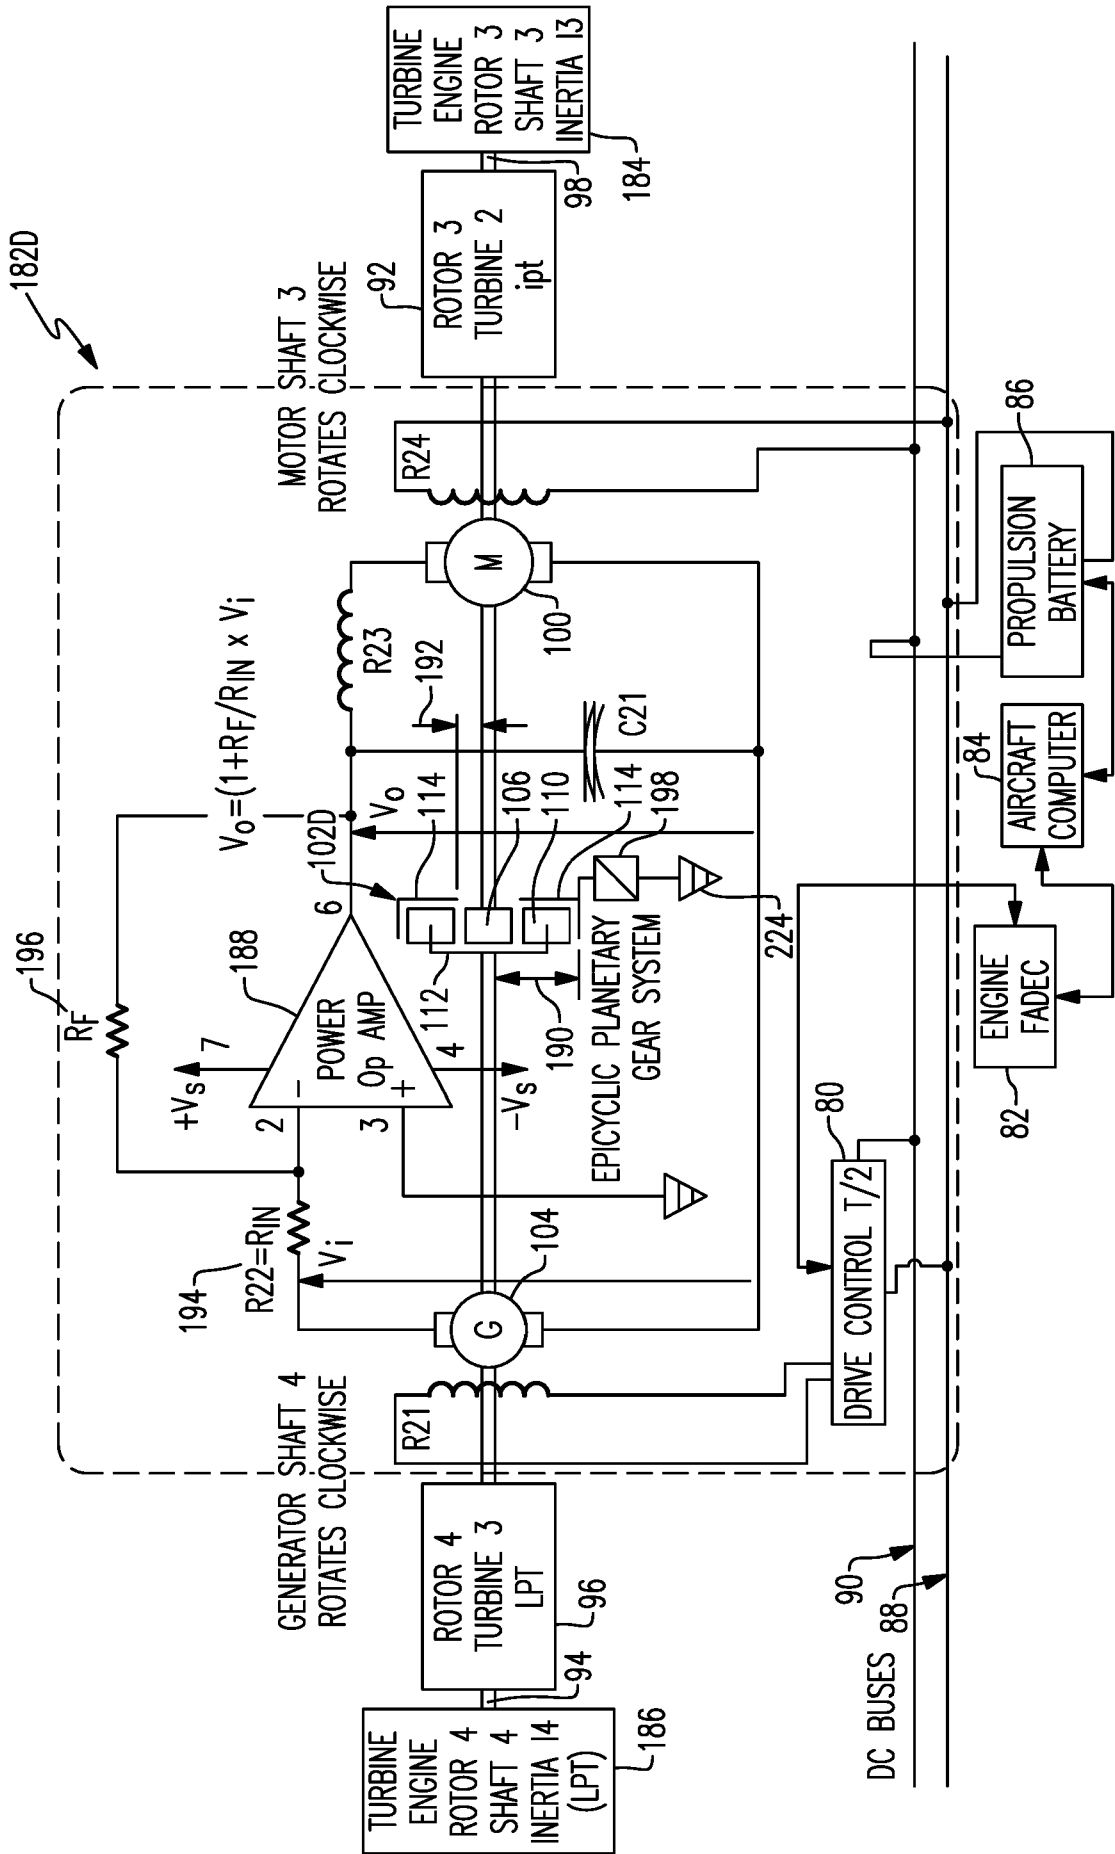 182D
GENERATOR SHAFT 4
ROTATES CLOCKWISE
MOTOR SHAFT 3
ROTATES CLOCKWISE
196
RF
Vo=(1+RF/RIN x Vi
194
R22=RIN
Vi
+Vs
7
188
2
3
−
+
POWER
Op AMP
4
6
−Vs
102D
114
Vo
192
R23
TURBINE
ENGINE
ROTOR 4
SHAFT 4
INERTIA I4
(LPT)
186
94
ROTOR 4
TURBINE 3
LPT
96
R21
G
104
112
190
106
110
114
198
EPICYCLIC PLANETARY
GEAR SYSTEM
224
C21
M
100
R24
92
ROTOR 3
TURBINE 2
ipt
98
TURBINE
ENGINE
ROTOR 3
SHAFT 3
INERTIA I3
184
80
DRIVE CONTROL T/2
DC BUSES
90
88
82
ENGINE
FADEC
84
AIRCRAFT
COMPUTER
86
PROPULSION
BATTERY